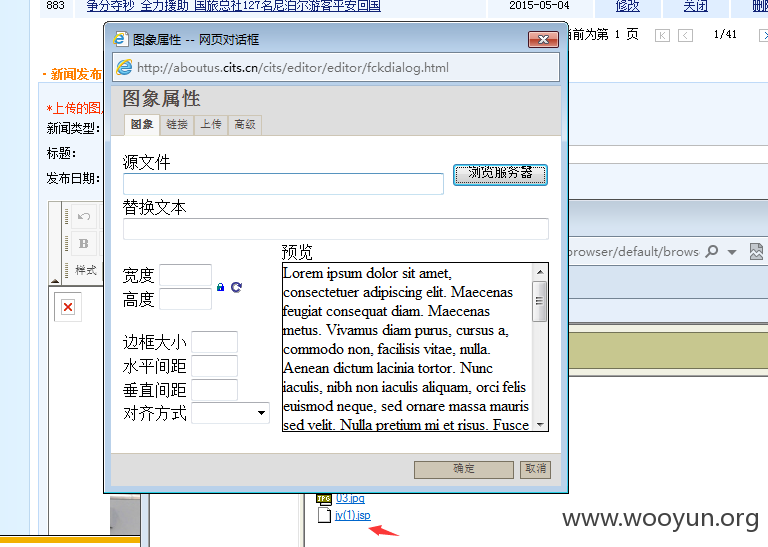 883 争分夺秒 全力援助 国旅总社127名尼泊尔游客平安回国 2015-05-04 修改 关闭
当前为第 1 页 1/41
- 新闻发布
*上传的图
新闻类型：
标题：
发布日期：
B
样式
图象属性 -- 网页对话框
http://aboutus.cits.cn/cits/editor/editor/fckdialog.html
图象属性
图象 链接 上传 高级
源文件
浏览服务器
替换文本
预览
宽度
高度
边框大小
水平间距
垂直间距
对齐方式
Lorem ipsum dolor sit amet,
consectetuer adipiscing elit. Maecenas
feugiat consequat diam. Maecenas
metus. Vivamus diam purus, cursus a,
commodo non, facilisis vitae, nulla.
Aenean dictum lacinia tortor. Nunc
iaculis, nibh non iaculis aliquam, orci felis
euismod neque, sed ornare massa mauris
sed velit. Nulla pretium mi et risus. Fusce
确定 取消
browser/default/brows
03.jpg
jy(1).jsp
www.wooyun.org